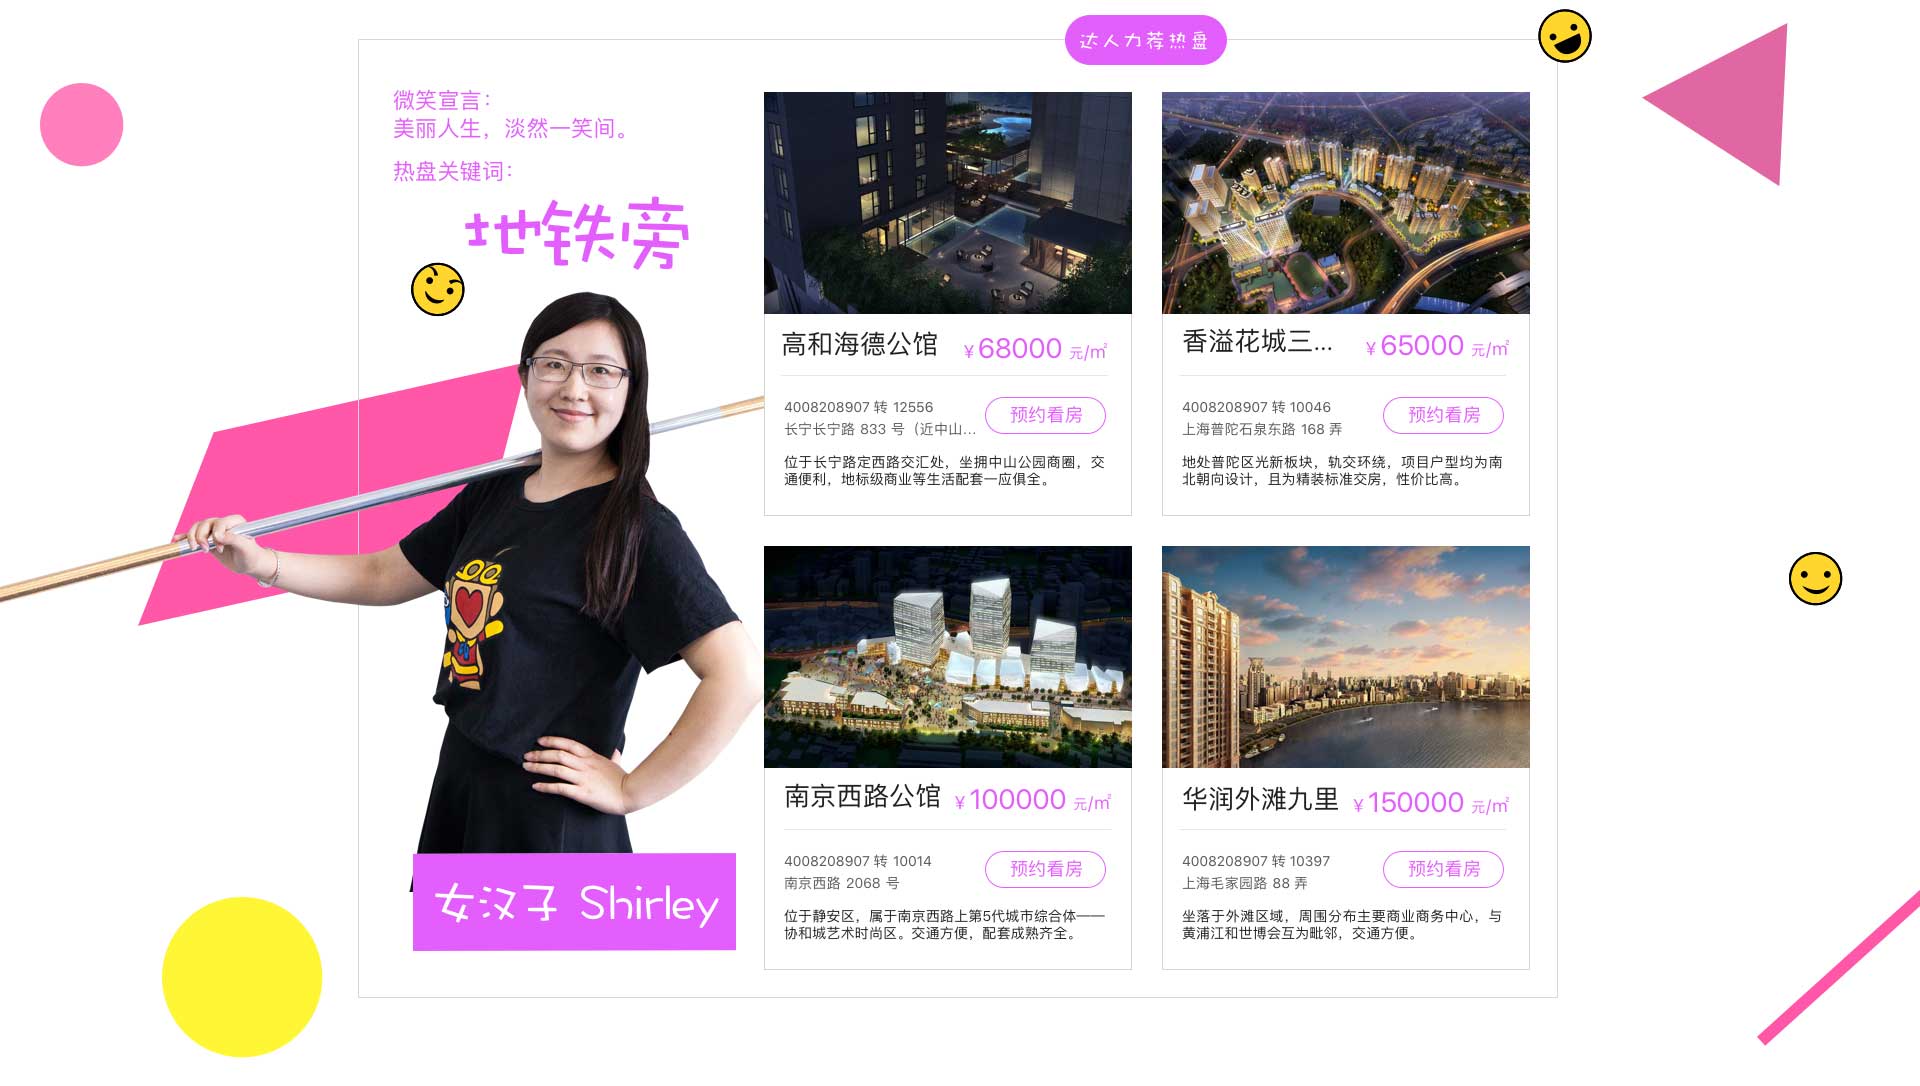 达人力荐热盘
微笑宣言：
美丽人生，淡然一笑间。
热盘关键词：
地铁旁
女汉子 Shirley
高和海德公馆
¥68000 元/㎡
4008208907 转 12556
长宁长宁路 833 号（近中山...
预约看房
位于长宁路定西路交汇处，坐拥中山公园商圈，交
通便利，地标级商业等生活配套一应俱全。
香溢花城三...
¥65000 元/㎡
4008208907 转 10046
上海普陀石泉东路 168 弄
预约看房
地处普陀区光新板块，轨交环绕，项目户型均为南
北朝向设计，且为精装标准交房，性价比高。
南京西路公馆
¥100000 元/㎡
4008208907 转 10014
南京西路 2068 号
预约看房
位于静安区，属于南京西路上第5代城市综合体——
协和城艺术时尚区。交通方便，配套成熟齐全。
华润外滩九里
¥150000 元/㎡
4008208907 转 10397
上海毛家园路 88 弄
预约看房
坐落于外滩区域，周围分布主要商业商务中心，与
黄浦江和世博会互为毗邻，交通方便。